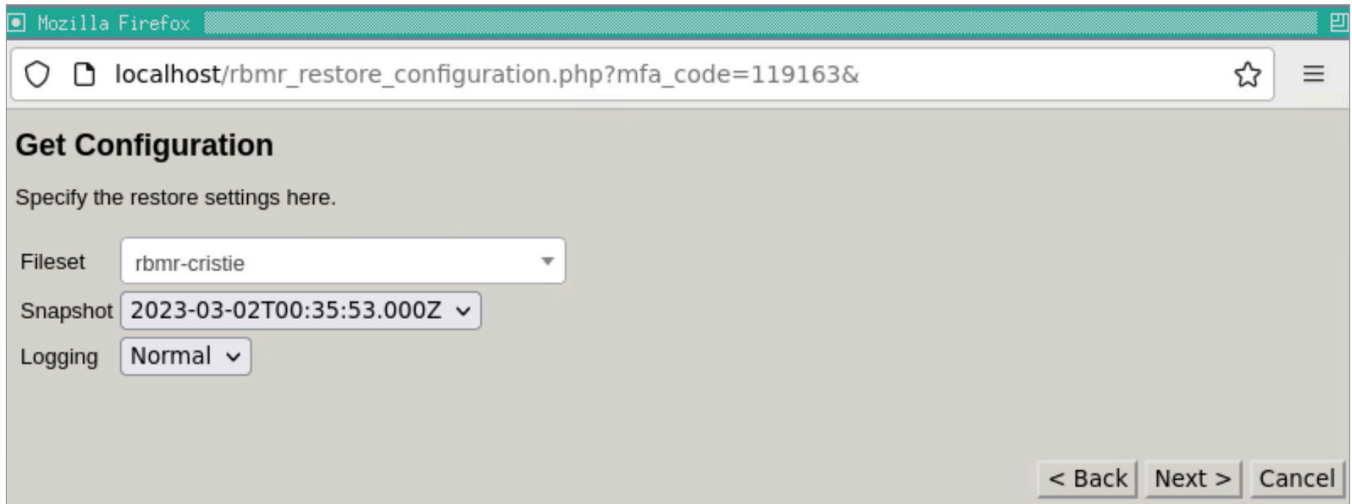 Mozilla Firefox
localhost/rbmr_restore_configuration.php?mfa_code=119163&
Get Configuration
Specify the restore settings here.
Fileset rbmr-cristie
Snapshot 2023-03-02T00:35:53.000Z
Logging Normal
< Back Next > Cancel